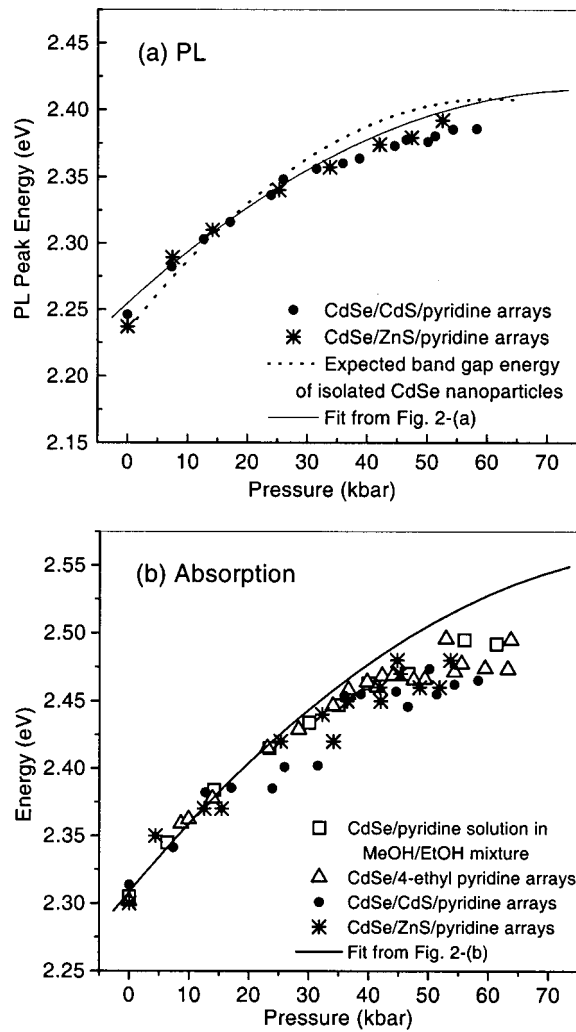 2.45
2.40
2.35
2.30
2.25
2.20
2.15
PL Peak Energy (eV)
(a) PL
CdSe/CdS/pyridine arrays
CdSe/ZnS/pyridine arrays
Expected band gap energy
of isolated CdSe nanoparticles
Fit from Fig. 2-(a)
0 10 20 30 40 50 60 70
Pressure (kbar)
2.55
2.50
2.45
2.40
2.35
2.30
2.25
Energy (eV)
(b) Absorption
CdSe/pyridine solution in
MeOH/EtOH mixture
CdSe/4-ethyl pyridine arrays
CdSe/CdS/pyridine arrays
CdSe/ZnS/pyridine arrays
Fit from Fig. 2-(b)
0 10 20 30 40 50 60 70
Pressure (kbar)